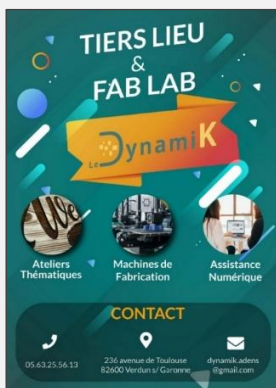 TIERS LIEU
&
FAB LAB
Le DynamiK
Ateliers
Thématiques
Machines de
Fabrication
Assistance
Numérique
CONTACT
05.63.25.56.13
236 avenue de Toulouse
82600 Verdun s/ Garonne
dynamik.adens
@gmail.com